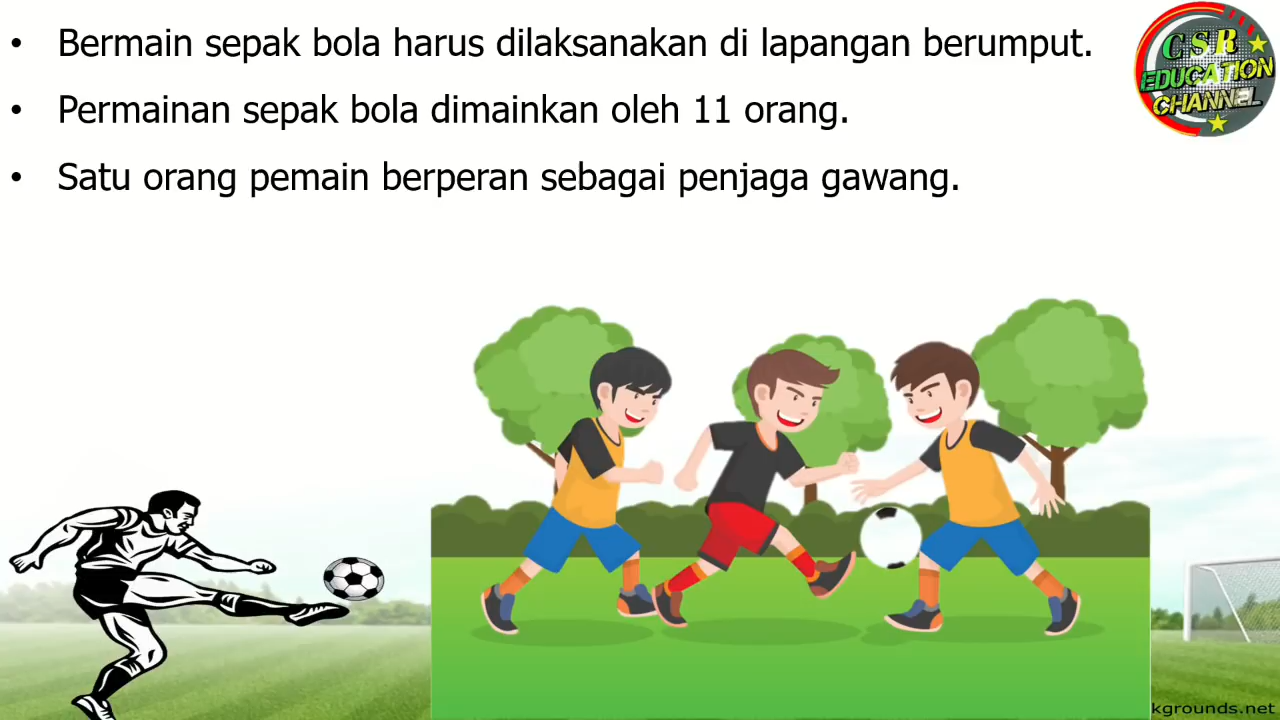 • Bermain sepak bola harus dilaksanakan di lapangan berumput.
• Permainan sepak bola dimainkan oleh 11 orang.
• Satu orang pemain berperan sebagai penjaga gawang.
CSR
EDUCATION
CHANNEL
kgrounds.net